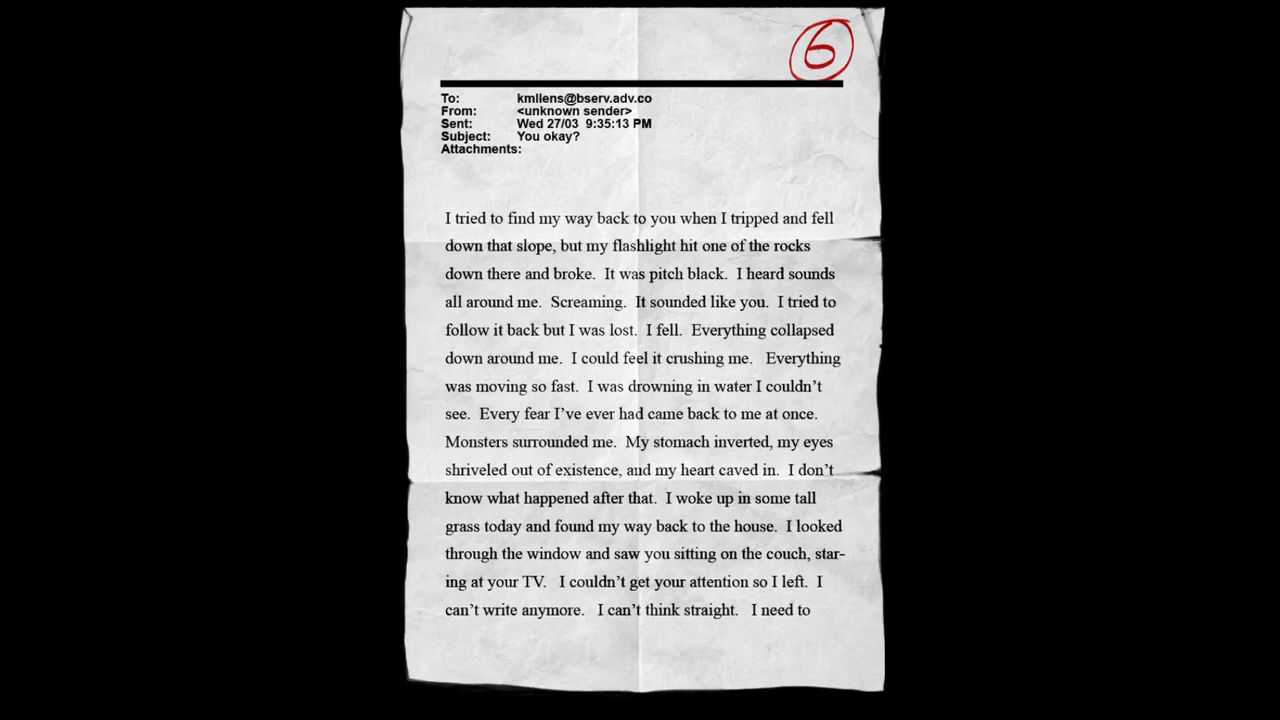 6
To: kmllens@bserv.adv.co
From: <unknown sender>
Sent: Wed 27/03 9:35:13 PM
Subject: You okay?
Attachments:
I tried to find my way back to you when I tripped and fell
down that slope, but my flashlight hit one of the rocks
down there and broke. It was pitch black. I heard sounds
all around me. Screaming. It sounded like you. I tried to
follow it back but I was lost. I fell. Everything collapsed
down around me. I could feel it crushing me. Everything
was moving so fast. I was drowning in water I couldn’t
see. Every fear I’ve ever had came back to me at once.
Monsters surrounded me. My stomach inverted, my eyes
shriveled out of existence, and my heart caved in. I don’t
know what happened after that. I woke up in some tall
grass today and found my way back to the house. I looked
through the window and saw you sitting on the couch, star-
ing at your TV. I couldn’t get your attention so I left. I
can’t write anymore. I can’t think straight. I need to